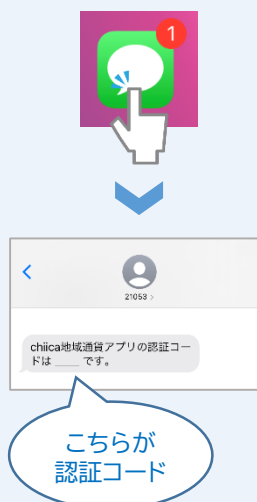 1
21053 >
chiica地域通貨アプリの認証コー
ドは ____ です。
こちらが
認証コード